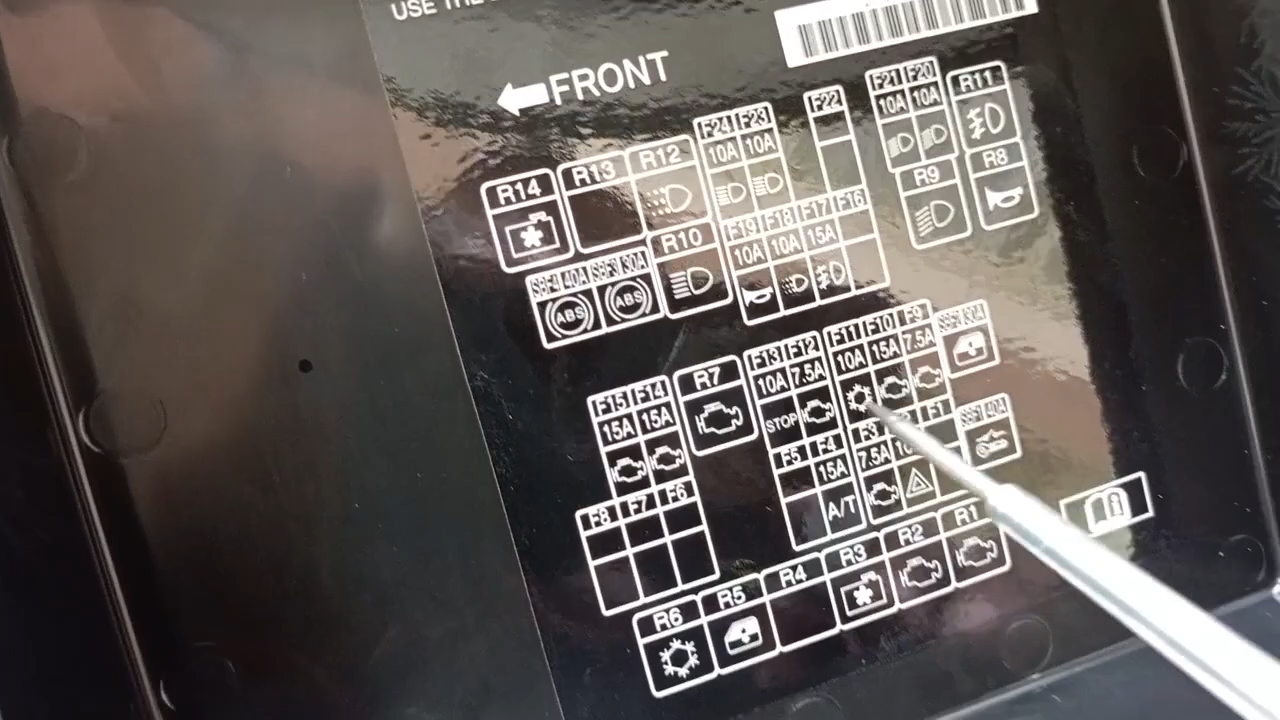 USE THE
FRONT
F21 F20 R11
10A 10A
F22
F24 F23
10A 10A
R14 R13 R12
R9 R8
F19 F18 F17 F16
10A 10A 15A
R10
SBF4 40A SBF3 30A
ABS ABS
F11 F10 F9
10A 15A 7.5A
30A
F13 F12
10A 7.5A
STOP
R7
F15 F14
15A 15A
F1
SBF1 40A
F5 F4 F3
15A 7.5A
A/T
F8 F7 F6
R6 R5 R4 R3 R2 R1
i